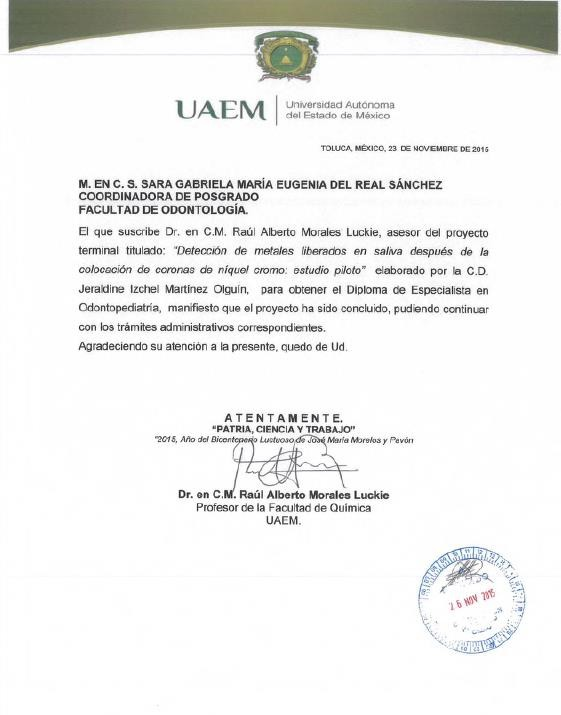 UAEM
Universidad Autónoma
del Estado de México
TOLUCA, MÉXICO, 23 DE NOVIEMBRE DE 2015
M. EN C. S. SARA GABRIELA MARÍA EUGENIA DEL REAL SÁNCHEZ
COORDINADORA DE POSGRADO
FACULTAD DE ODONTOLOGÍA.
El que suscribe Dr. en C.M. Raúl Alberto Morales Luckie, asesor del proyecto
terminal titulado: "Detección de metales liberados en saliva después de la
colocación de coronas de níquel cromo: estudio piloto" elaborado por la C.D.
Jeraldine Izchel Martínez Olguín, para obtener el Diploma de Especialista en
Odontopediatría, manifiesto que el proyecto ha sido concluido, pudiendo continuar
con los trámites administrativos correspondientes.
Agradeciendo su atención a la presente, quedo de Ud.
A T E N T A M E N T E.
"PATRIA, CIENCIA Y TRABAJO"
"2015, Año del Bicentenario Luctuoso de José María Morelos y Pavón
Dr. en C.M. Raúl Alberto Morales Luckie
Profesor de la Facultad de Química
UAEM.
26 NOV 2015